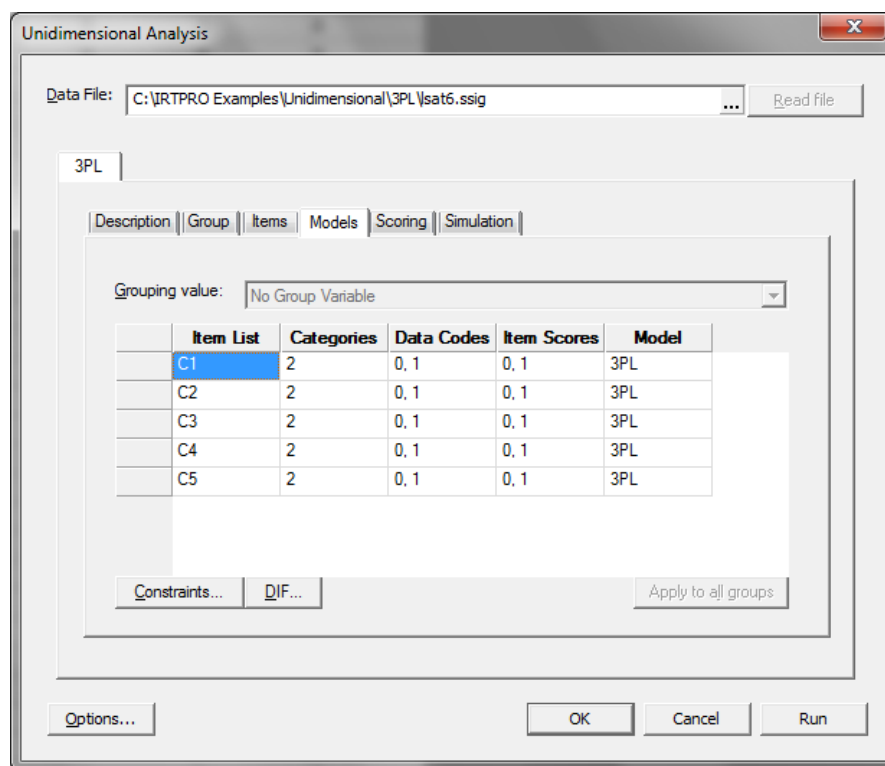 Unidimensional Analysis
Data File: C:\IRTPRO Examples\Unidimensional\3PL\lsat6.ssig ... Read file
3PL
Description Group Items Models Scoring Simulation
Grouping value: No Group Variable
Item List Categories Data Codes Item Scores Model
C1 2 0, 1 0, 1 3PL
C2 2 0, 1 0, 1 3PL
C3 2 0, 1 0, 1 3PL
C4 2 0, 1 0, 1 3PL
C5 2 0, 1 0, 1 3PL
Constraints... DIF... Apply to all groups
Options... OK Cancel Run